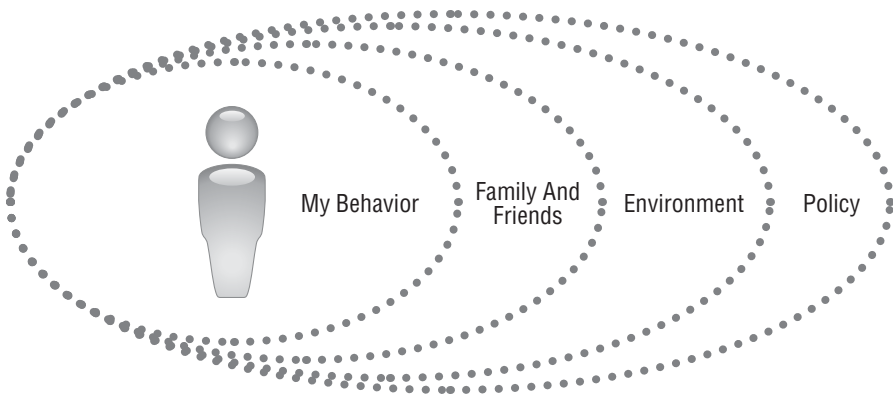 My Behavior
Family And
Friends
Environment
Policy